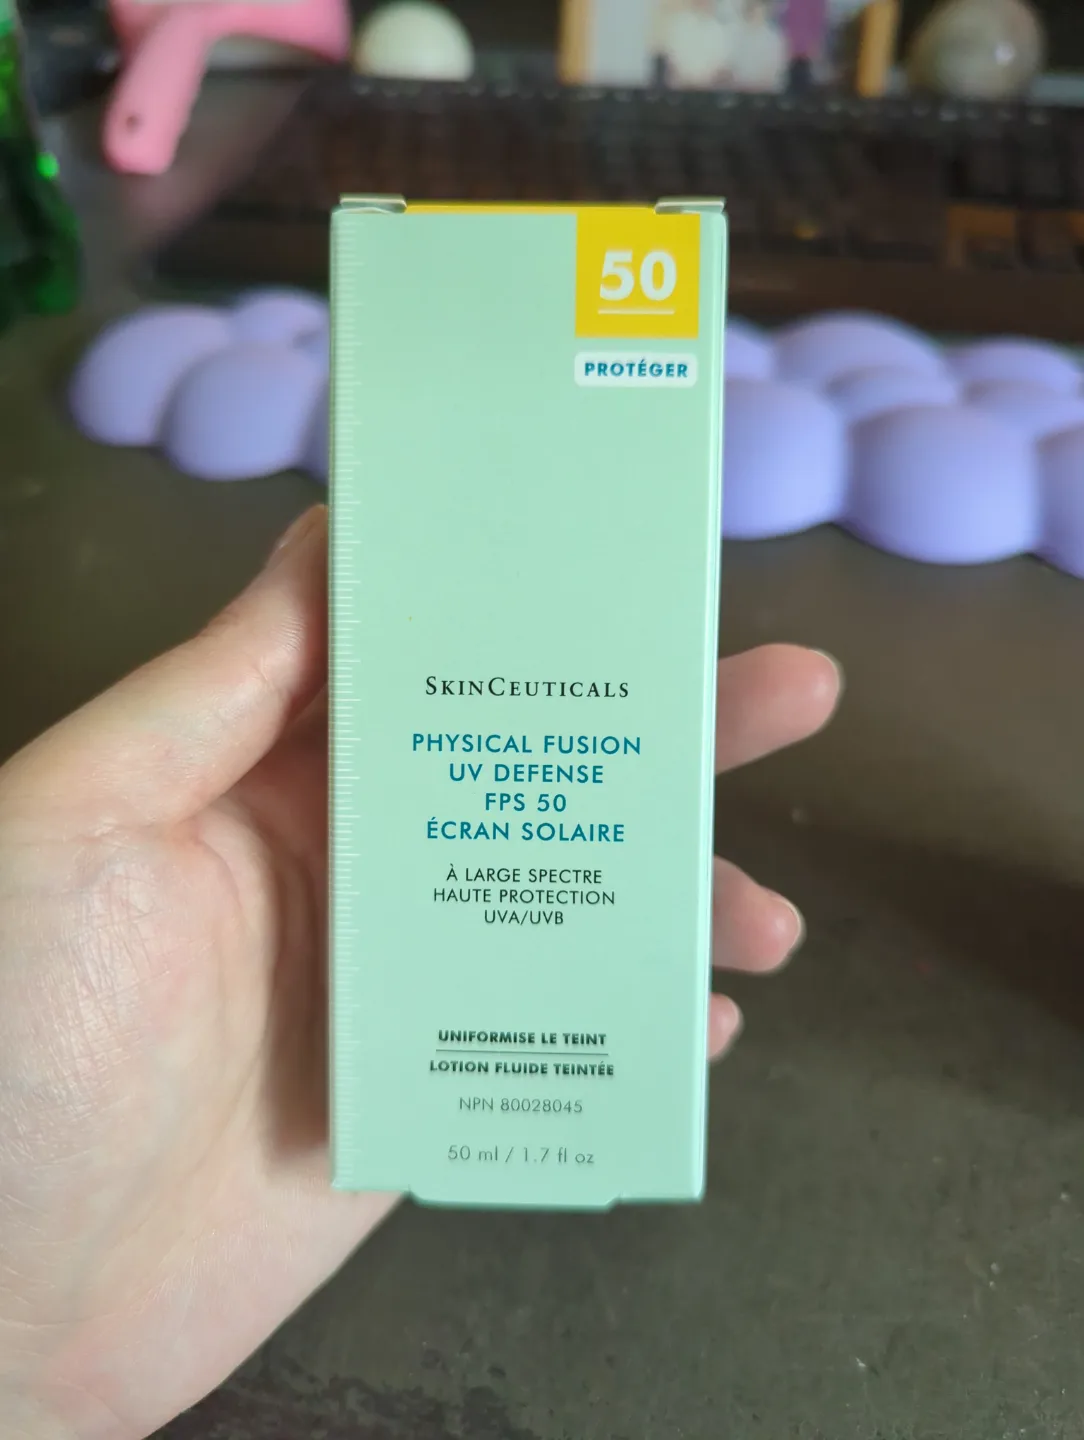 50
PROTÉGER
SKINCEUTICALS
PHYSICAL FUSION
UV DEFENSE
FPS 50
ÉCRAN SOLAIRE
À LARGE SPECTRE
HAUTE PROTECTION
UVA/UVB
UNIFORMISE LE TEINT
LOTION FLUIDE TEINTÉE
NPN 80028045
50 ml / 1.7 fl oz